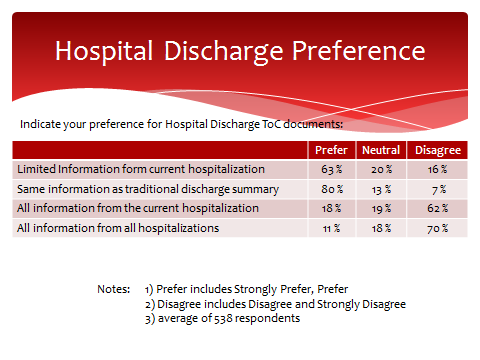 Hospital Discharge Preference
Indicate your preference for Hospital Discharge ToC documents:
Prefer Neutral Disagree
Limited Information form current hospitalization 63% 20% 16%
Same information as traditional discharge summary 80% 13% 7%
All information from the current hospitalization 18% 19% 62%
All information from all hospitalizations 11% 18% 70%
Notes: 1) Prefer includes Strongly Prefer, Prefer
2) Disagree includes Disagree and Strongly Disagree
3) average of 538 respondents